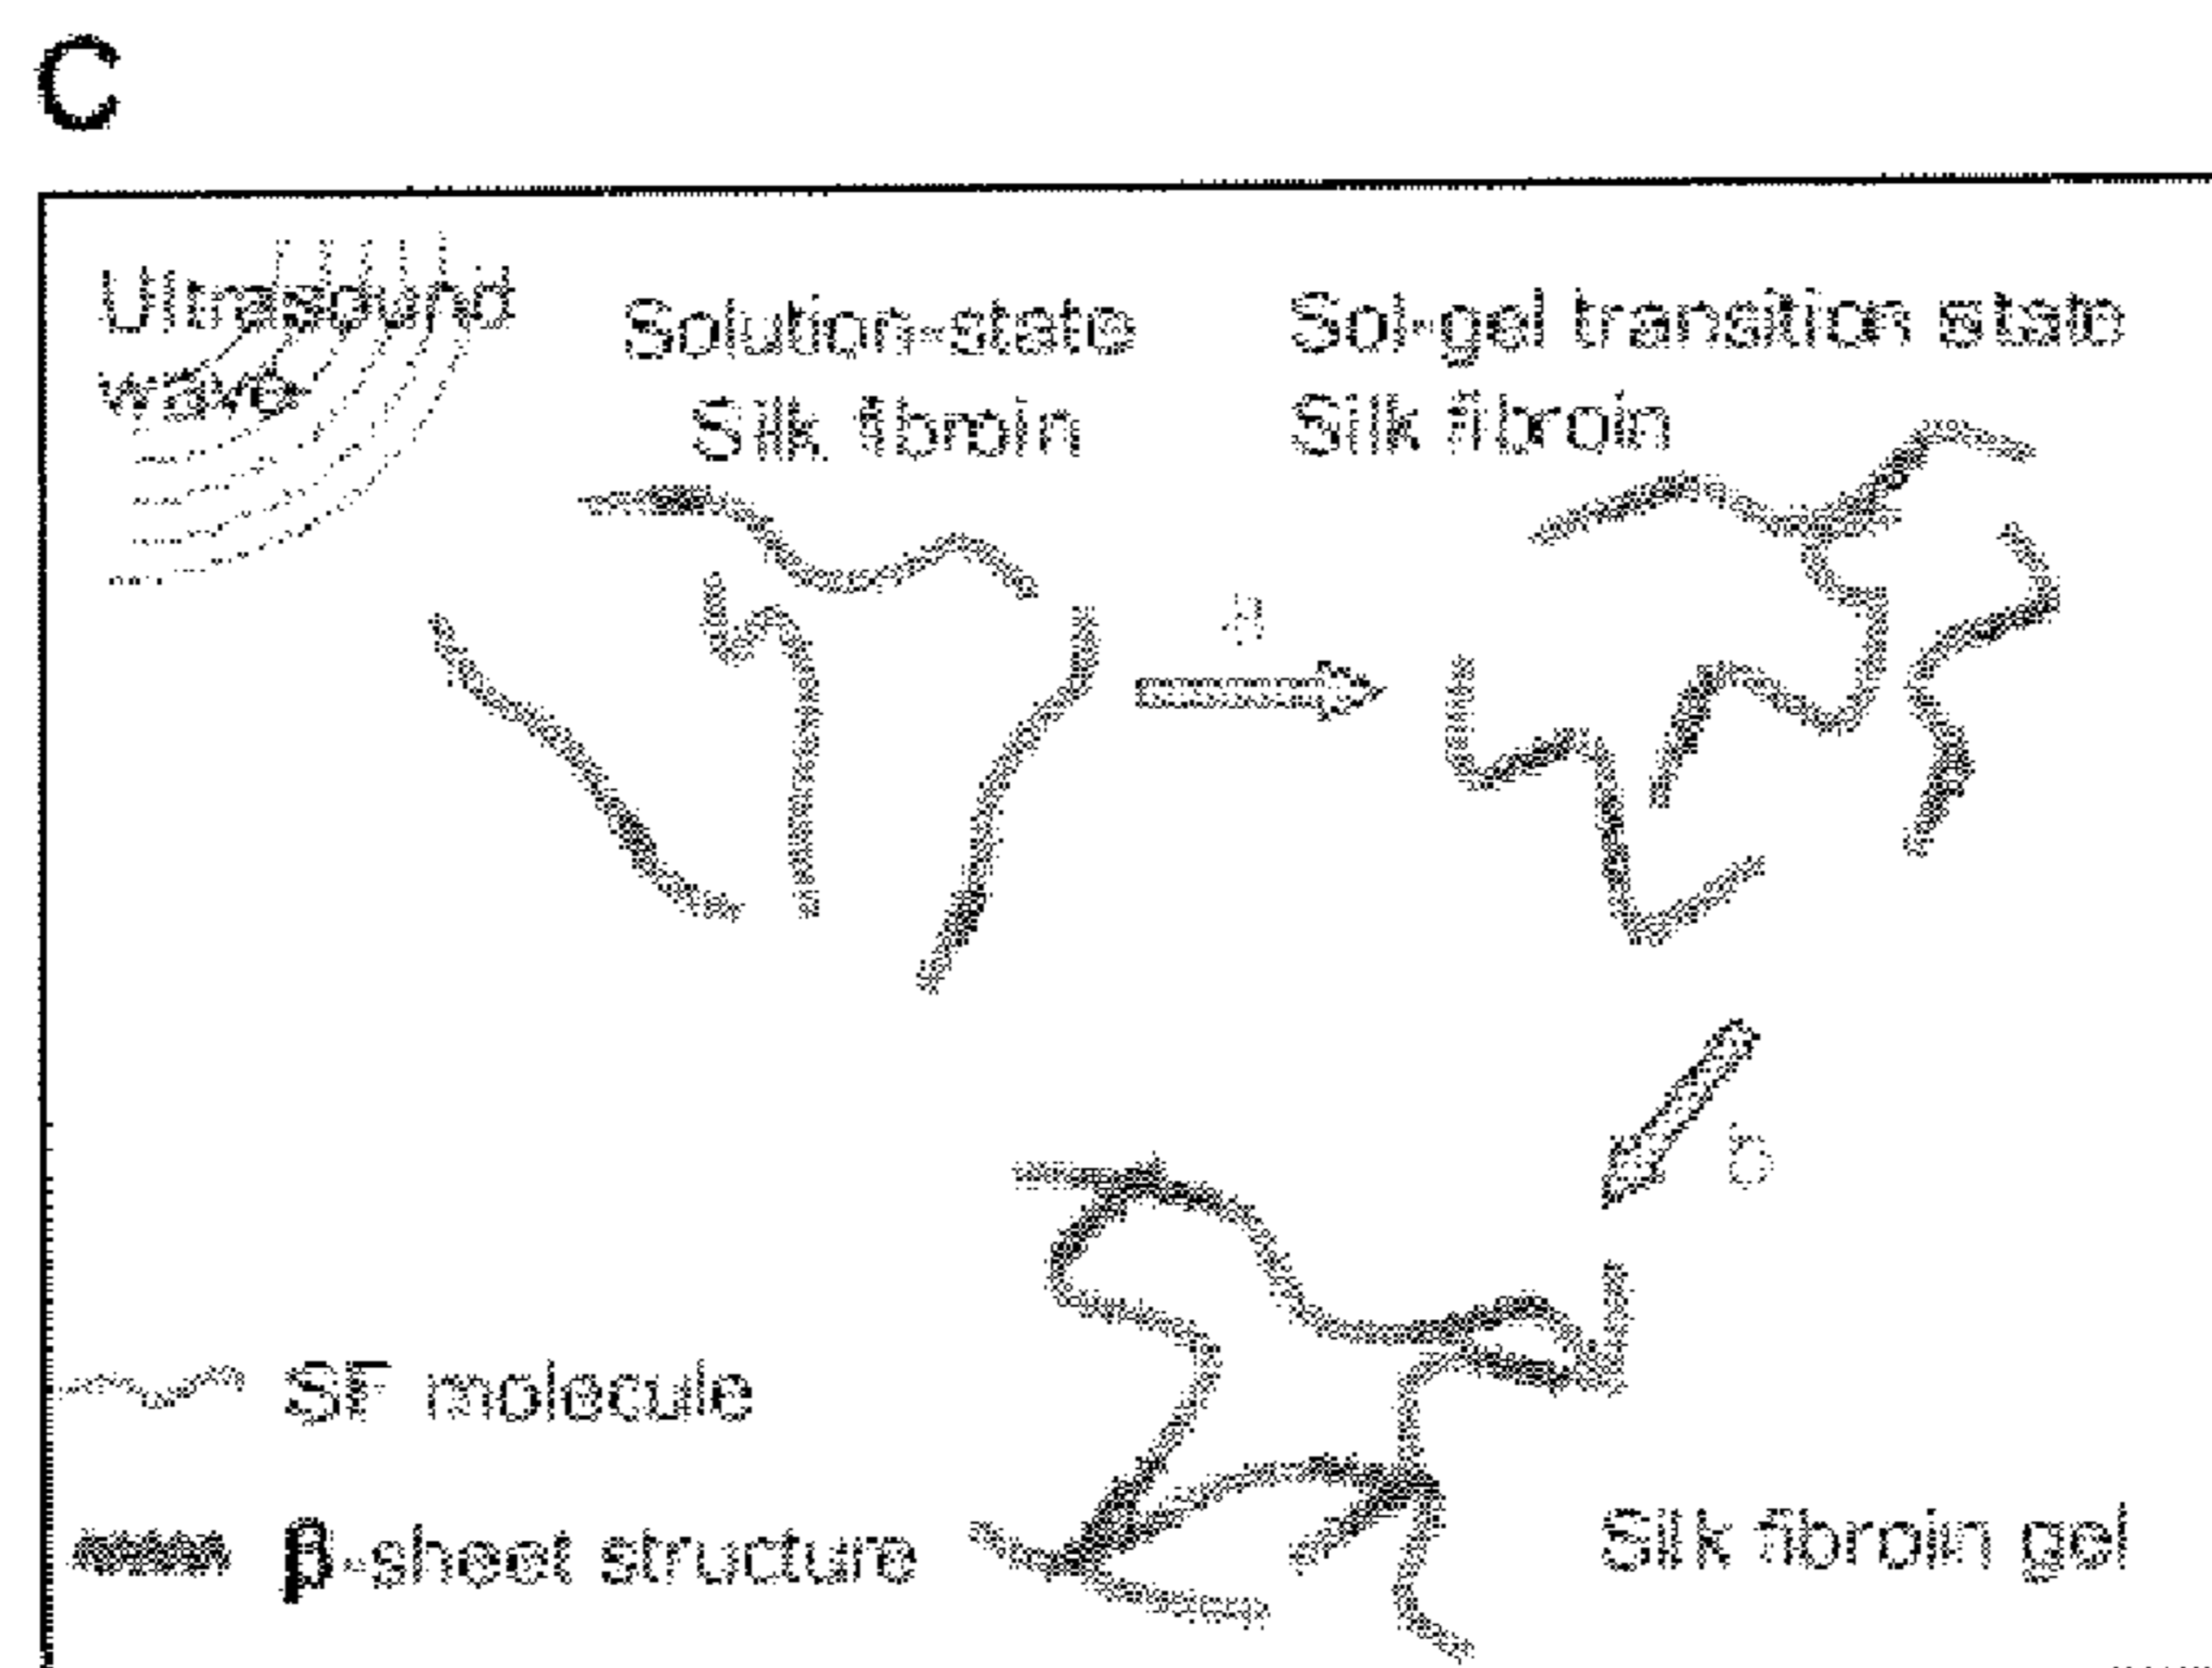 C
Ultrasound
wave
Solution-state
Silk fibroin
Sol-gel transition state
Silk fibroin
a
b
SF molecule
β-sheet structure
Silk fibroin gel